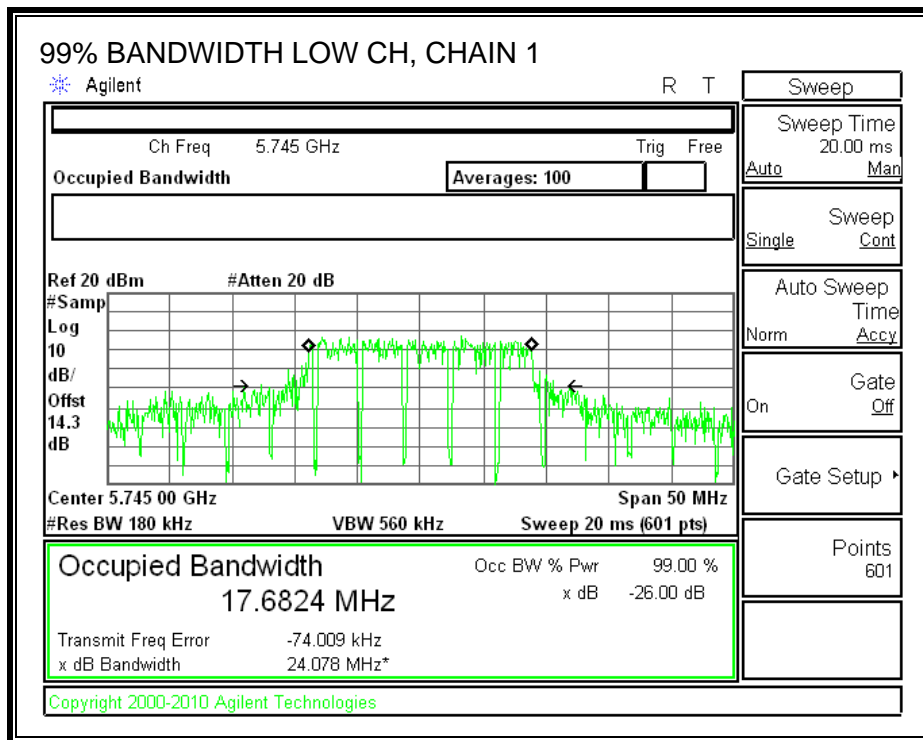 99% BANDWIDTH LOW CH, CHAIN 1
Agilent R T
Ch Freq 5.745 GHz Trig Free
Occupied Bandwidth Averages: 100
Ref 20 dBm #Atten 20 dB
#Samp
Log
10
dB/
Offst
14.3
dB
Center 5.745 00 GHz Span 50 MHz
#Res BW 180 kHz VBW 560 kHz Sweep 20 ms (601 pts)
Occupied Bandwidth Occ BW % Pwr 99.00 %
17.6824 MHz x dB -26.00 dB
Transmit Freq Error -74.009 kHz
x dB Bandwidth 24.078 MHz*
Copyright 2000-2010 Agilent Technologies
Sweep
Sweep Time
20.00 ms
Auto Man
Sweep
Single Cont
Auto Sweep
Time
Norm Accy
Gate
On Off
Gate Setup
Points
601